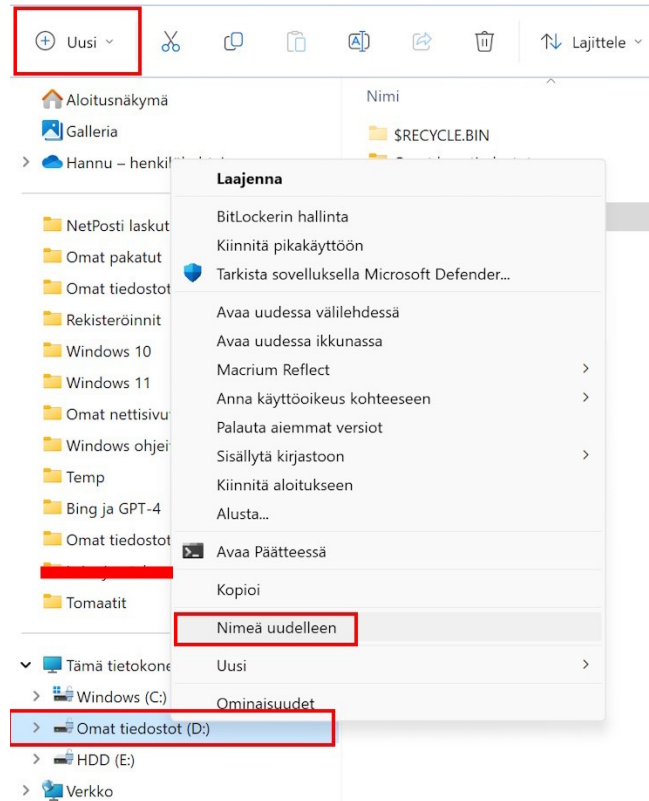 Uusi
Lajittele
Aloitusnäkymä
Galleria
Hannu –
NetPosti laskut
Omat pakatut
Omat tiedostot
Rekisteröinnit
Windows 10
Windows 11
Omat
Windows
Temp
Bing ja GPT-4
Omat tiedostot
Tomaatit
Tämä tietokone
Windows (C:)
Omat tiedostot (D:)
HDD (E:)
Verkko
Nimi
$RECYCLE.BIN
Laajenna
BitLockerin hallinta
Kiinnitä pikakäyttöön
Tarkista sovelluksella Microsoft Defender...
Avaa uudessa välilehdessä
Avaa uudessa ikkunassa
Macrium Reflect
Anna käyttöoikeus kohteeseen
Palauta aiemmat versiot
Sisällytä kirjastoon
Kiinnitä aloitukseen
Alusta...
Avaa Päätteessä
Kopioi
Nimeä uudelleen
Uusi
Ominaisuudet